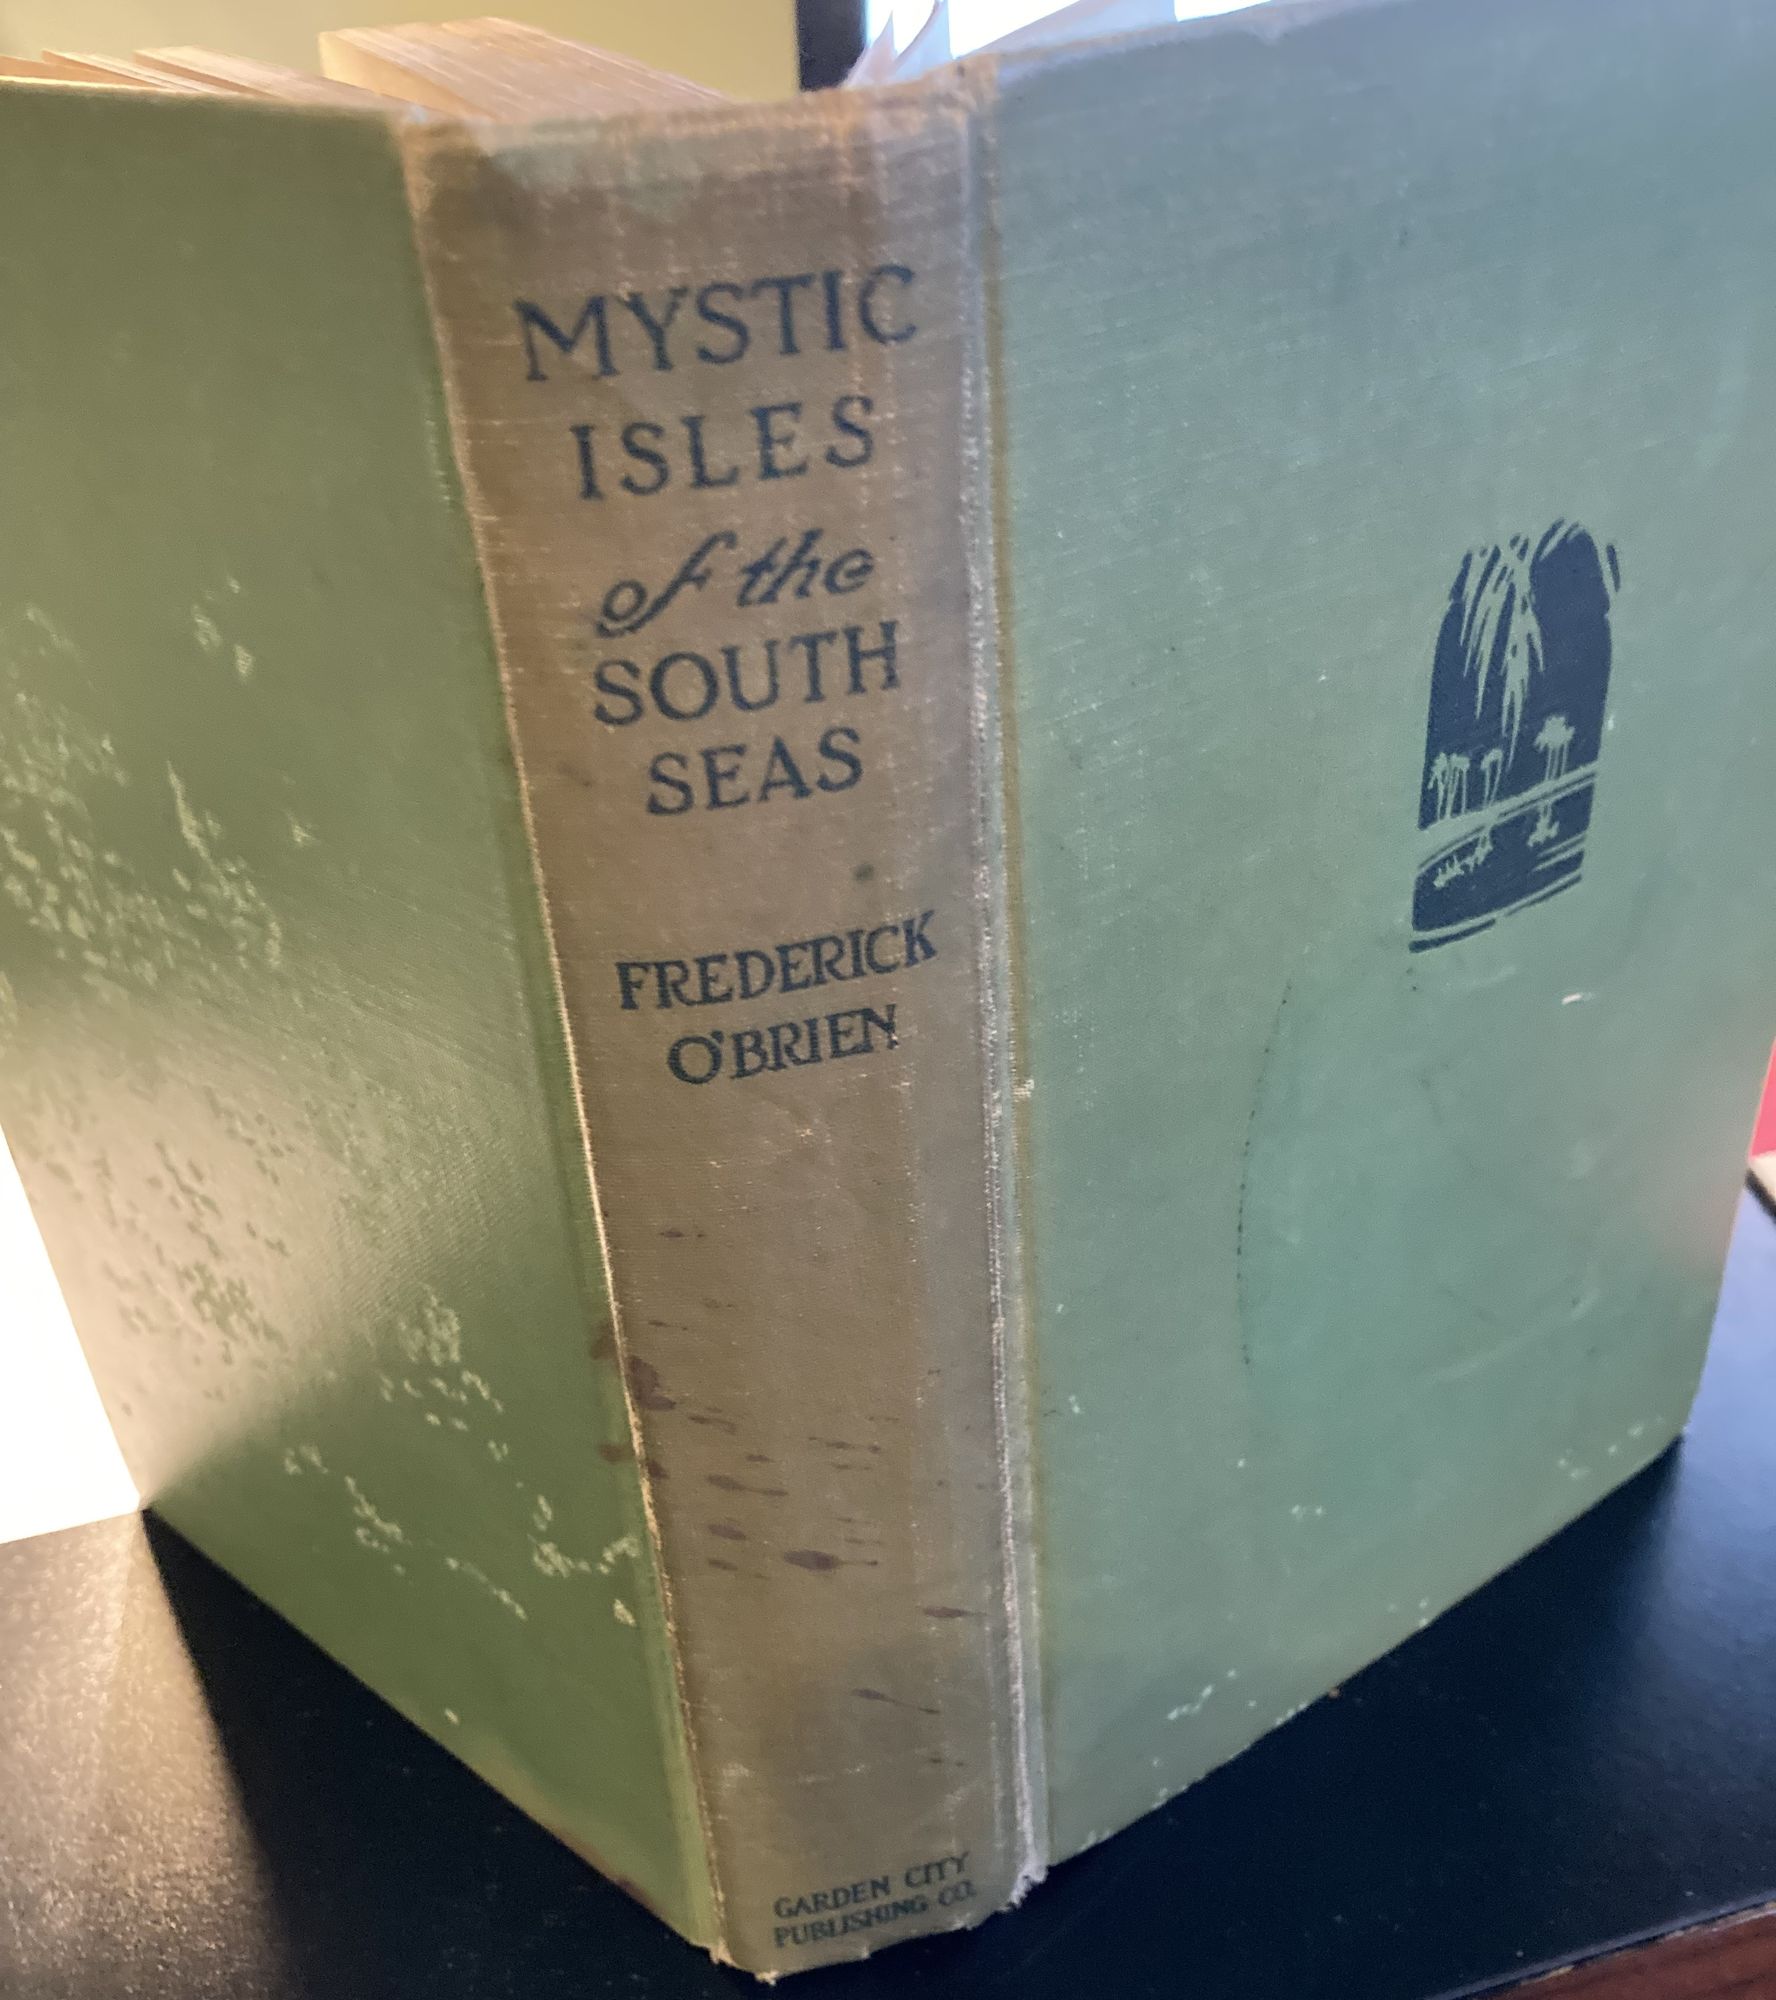 MYSTIC
ISLES
of the
SOUTH
SEAS
FREDERICK
O'BRIEN
GARDEN CITY
PUBLISHING CO.